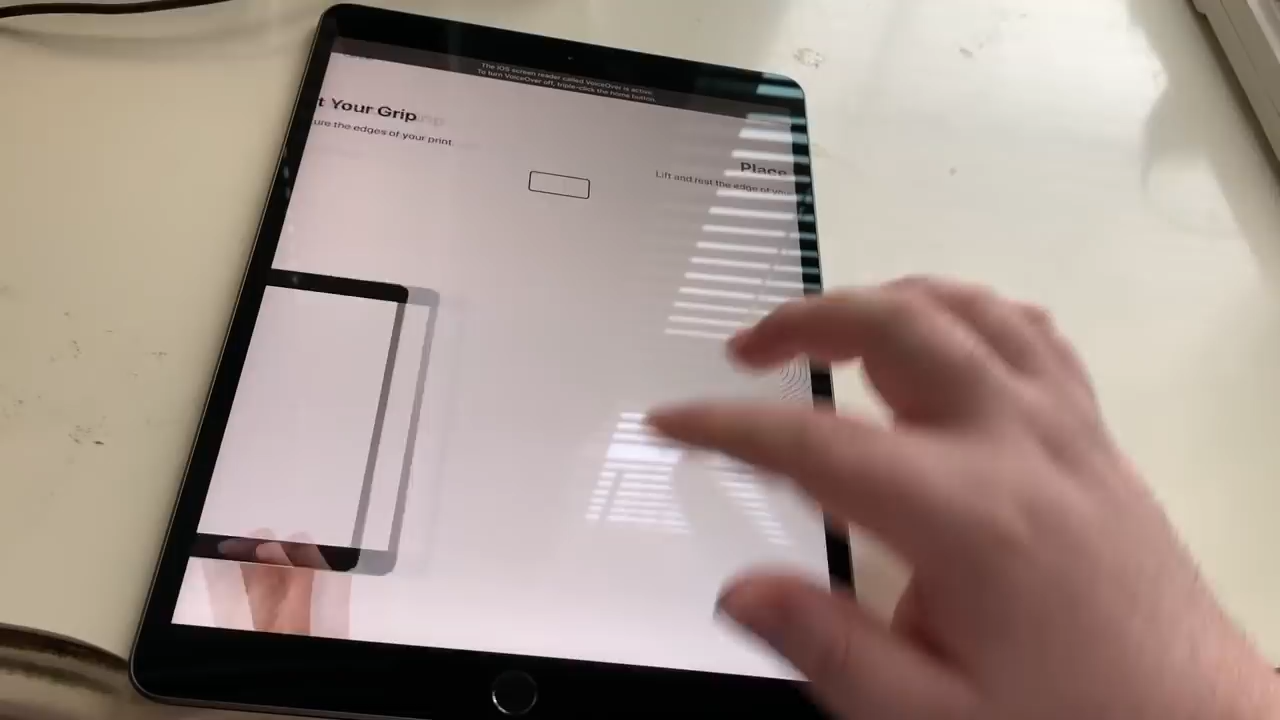 The iOS screen reader called VoiceOver is active.
To turn VoiceOver off, triple-click the home button.
t Your Grip
ure the edges of your print.
Place
Lift and rest the edge of your